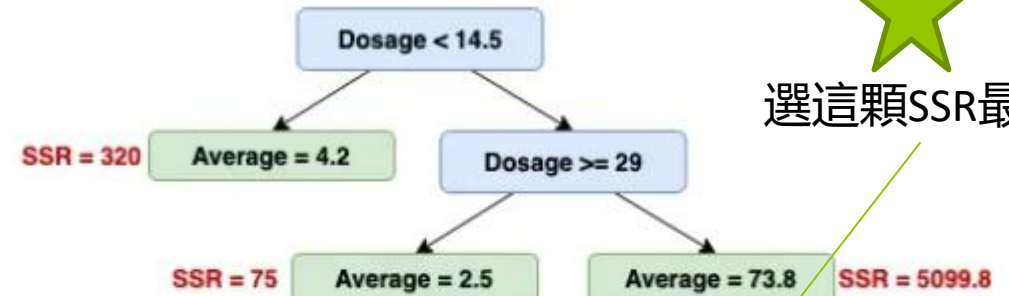 Dosage < 14.5
選這顆SSR最
SSR = 320
Average = 4.2
Dosage >= 29
SSR = 75
Average = 2.5
Average = 73.8
SSR = 5099.8